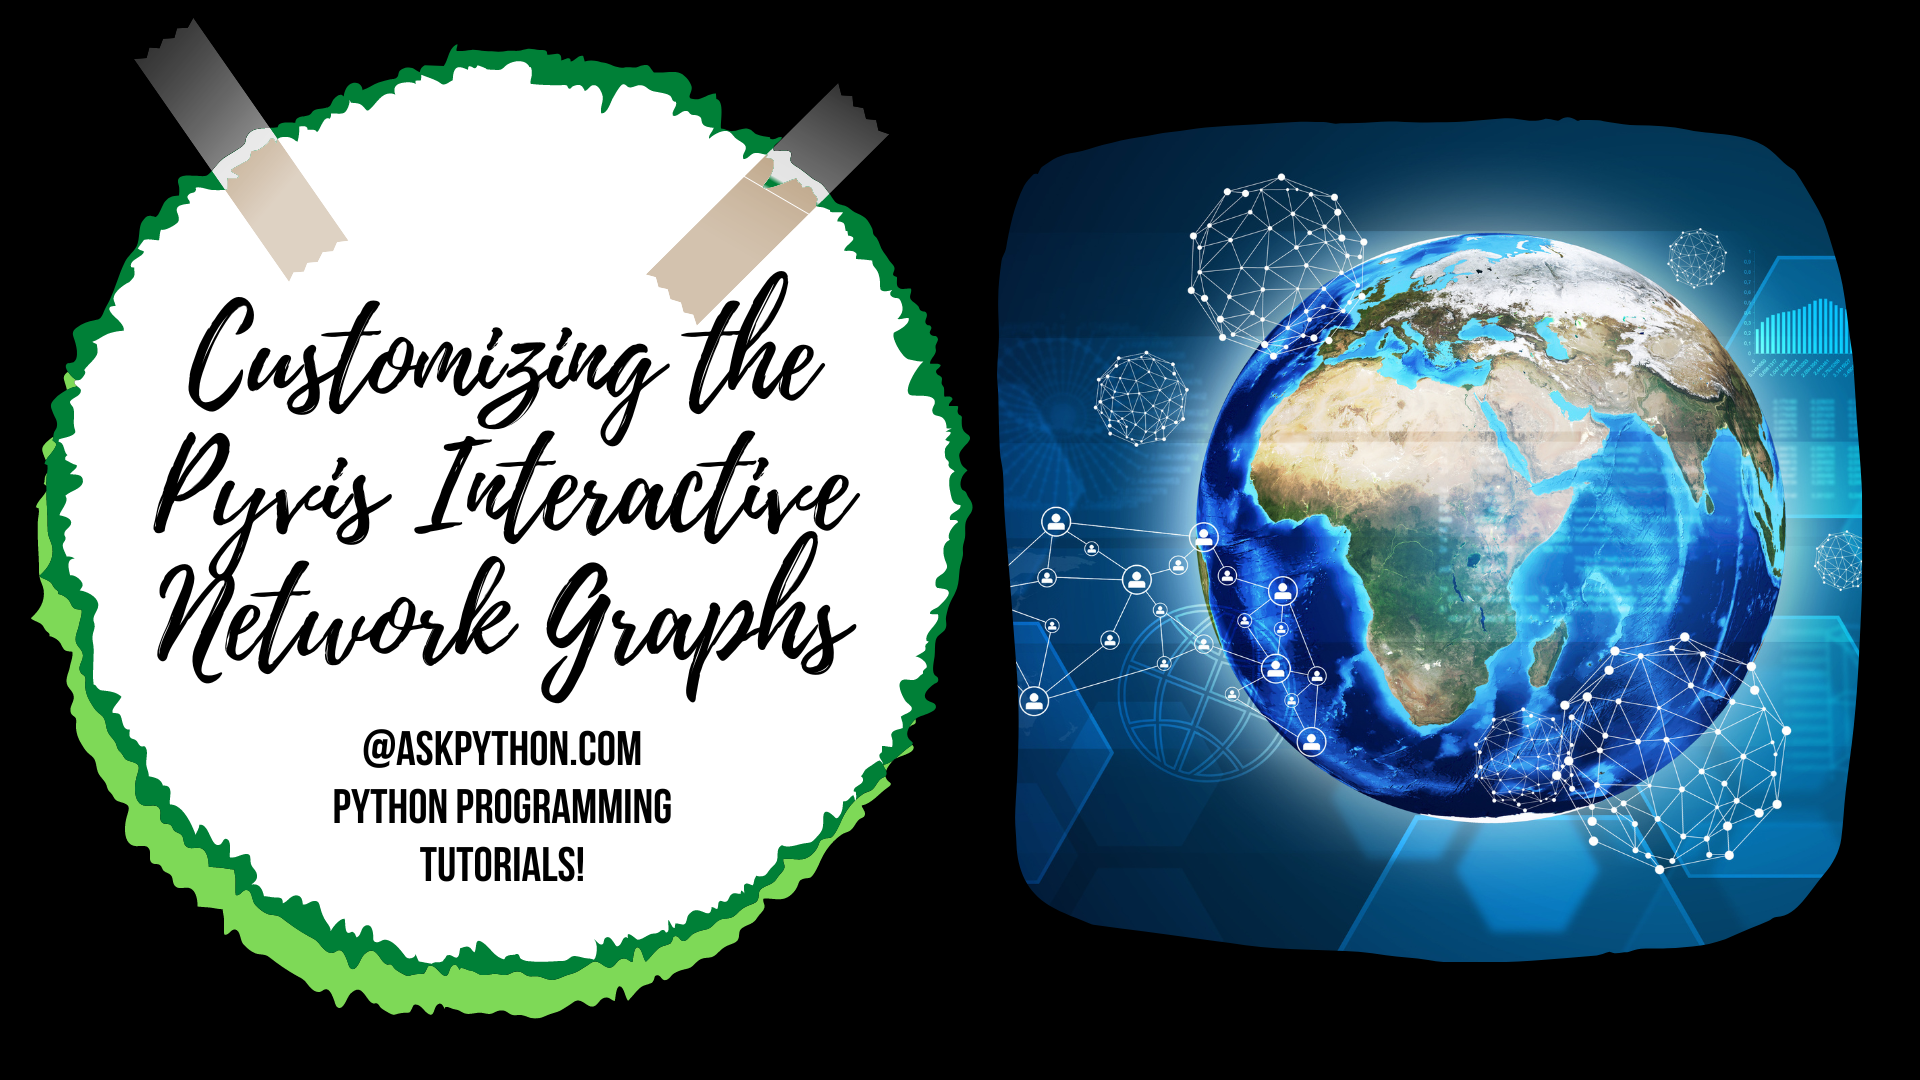 Customizing the
Pyvis Interactive
Network Graphs
@ASKPYTHON.COM
PYTHON PROGRAMMING
TUTORIALS!